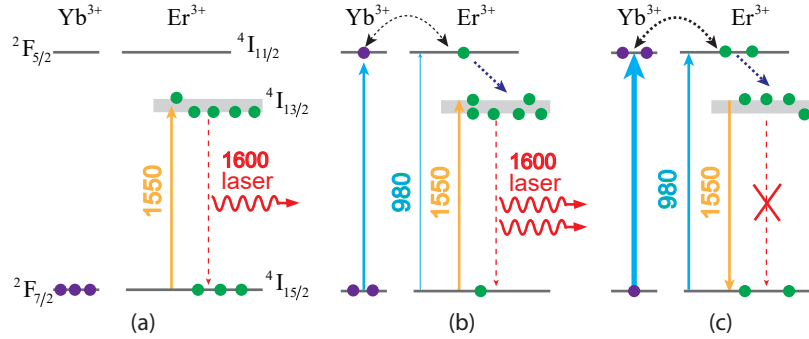 Yb³⁺ Er³⁺ Yb³⁺ Er³⁺ Yb³⁺ Er³⁺
²F₅/₂ ⁴I₁₁/₂
⁴I₁₃/₂
1550 1600 laser 980 1550 1600 laser 980 1550
²F₇/₂ ⁴I₁₅/₂
(a) (b) (c)